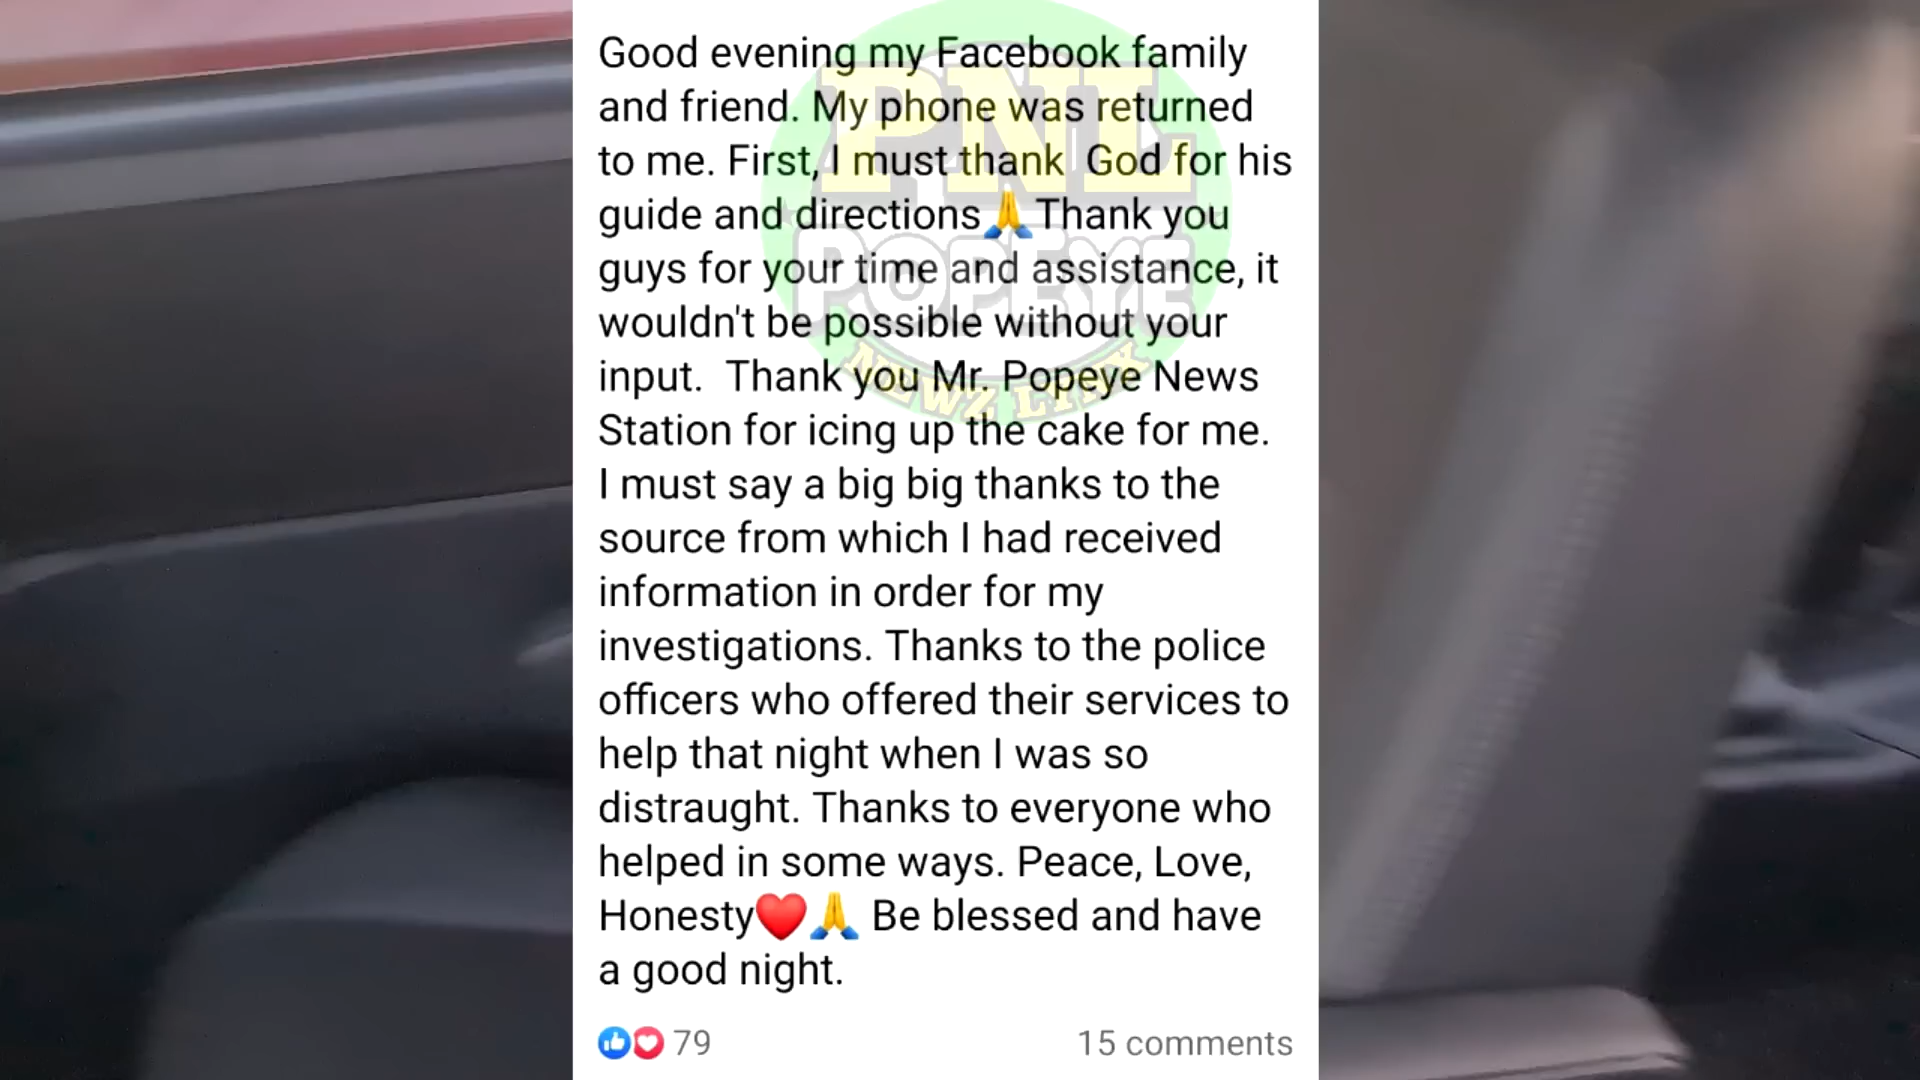 Good evening my Facebook family
and friend. My phone was returned
to me. First, I must thank  God for his
guide and directions🙏Thank you
guys for your time and assistance, it
wouldn't be possible without your
input.  Thank you Mr. Popeye News
Station for icing up the cake for me.
I must say a big big thanks to the
source from which I had received
information in order for my
investigations. Thanks to the police
officers who offered their services to
help that night when I was so
distraught. Thanks to everyone who
helped in some ways. Peace, Love,
Honesty❤️🙏 Be blessed and have
a good night.
79
15 comments
PNL
POPEYE
NEWZ LINK